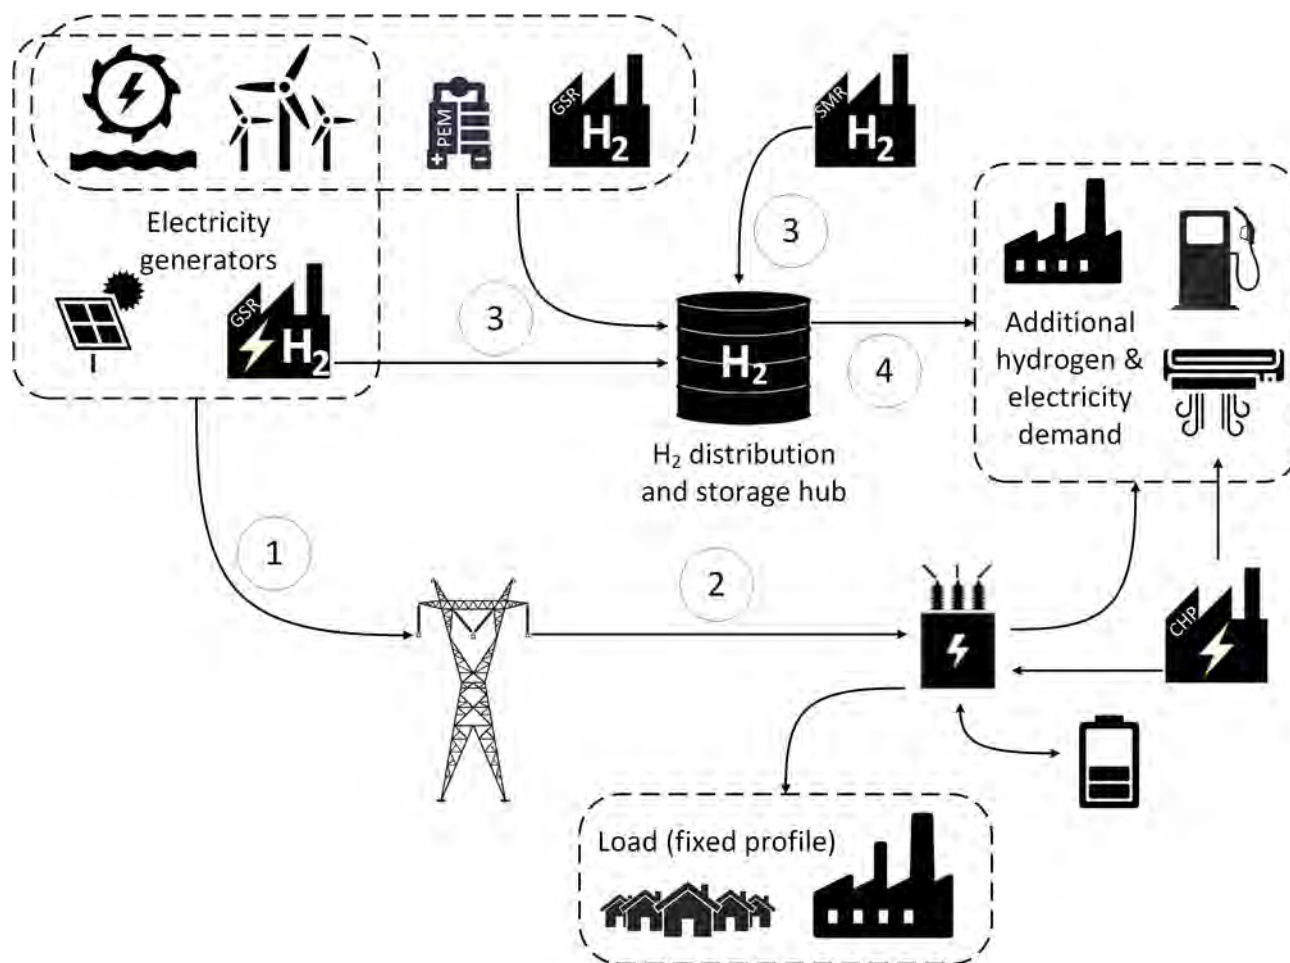 PEM
+
-
GSR
H₂
SMR
H₂
Electricity
generators
GSR
H₂
3
3
H₂
4
Additional
hydrogen &
electricity
demand
H₂ distribution
and storage hub
1
2
CHP
Load (fixed profile)